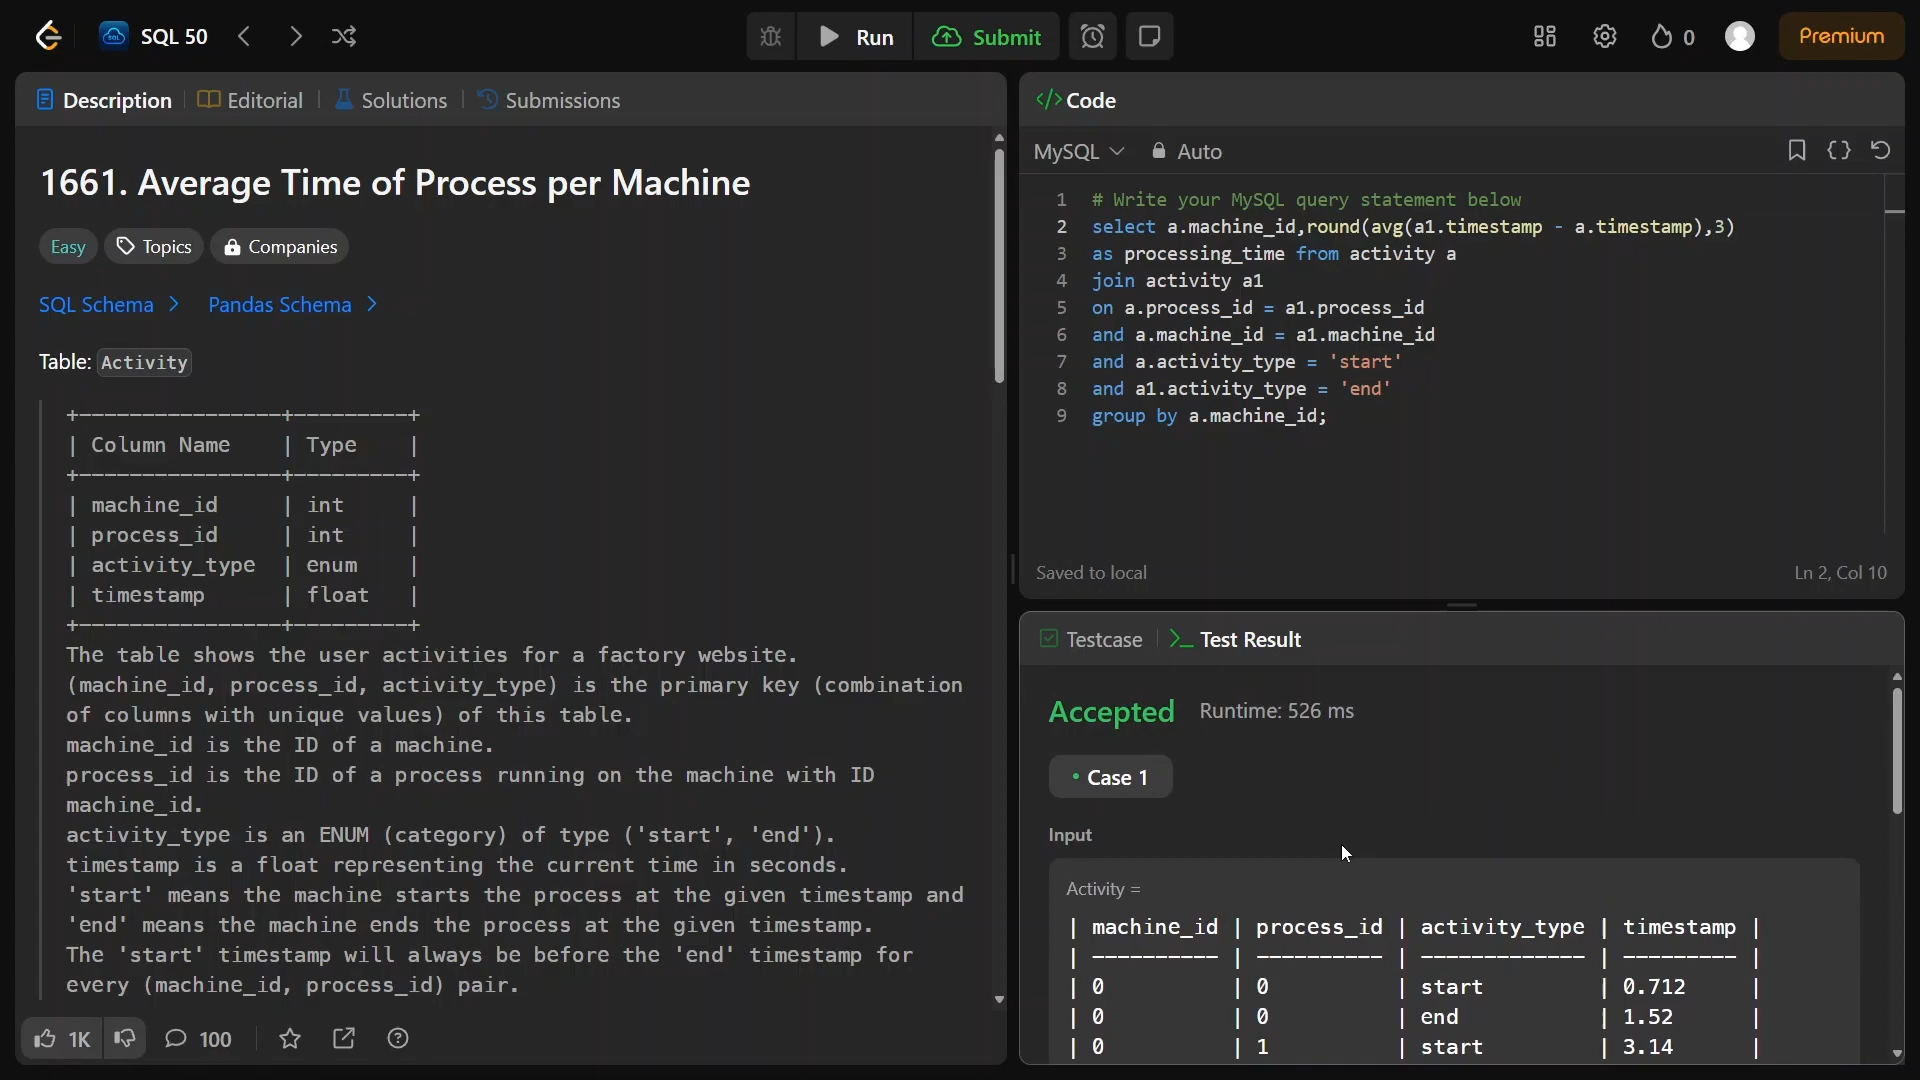 SQL 50
Run
Submit
0
Premium
Description
Editorial
Solutions
Submissions
1661. Average Time of Process per Machine
Easy
Topics
Companies
SQL Schema
Pandas Schema
Table: Activity
+----------------+---------+
| Column Name    | Type    |
+----------------+---------+
| machine_id     | int     |
| process_id     | int     |
| activity_type  | enum    |
| timestamp      | float   |
+----------------+---------+
The table shows the user activities for a factory website.
(machine_id, process_id, activity_type) is the primary key (combination
of columns with unique values) of this table.
machine_id is the ID of a machine.
process_id is the ID of a process running on the machine with ID
machine_id.
activity_type is an ENUM (category) of type ('start', 'end').
timestamp is a float representing the current time in seconds.
'start' means the machine starts the process at the given timestamp and
'end' means the machine ends the process at the given timestamp.
The 'start' timestamp will always be before the 'end' timestamp for
every (machine_id, process_id) pair.
1K
100
</> Code
MySQL
Auto
1 # Write your MySQL query statement below
2 select a.machine_id,round(avg(a1.timestamp - a.timestamp),3)
3 as processing_time from activity a
4 join activity a1
5 on a.process_id = a1.process_id
6 and a.machine_id = a1.machine_id
7 and a.activity_type = 'start'
8 and a1.activity_type = 'end'
9 group by a.machine_id;
Saved to local
Ln 2, Col 10
Testcase
>_ Test Result
Accepted
Runtime: 526 ms
• Case 1
Input
Activity =
| machine_id | process_id | activity_type | timestamp |
| ---------- | ---------- | ------------- | --------- |
| 0          | 0          | start         | 0.712     |
| 0          | 0          | end           | 1.52      |
| 0          | 1          | start         | 3.14      |